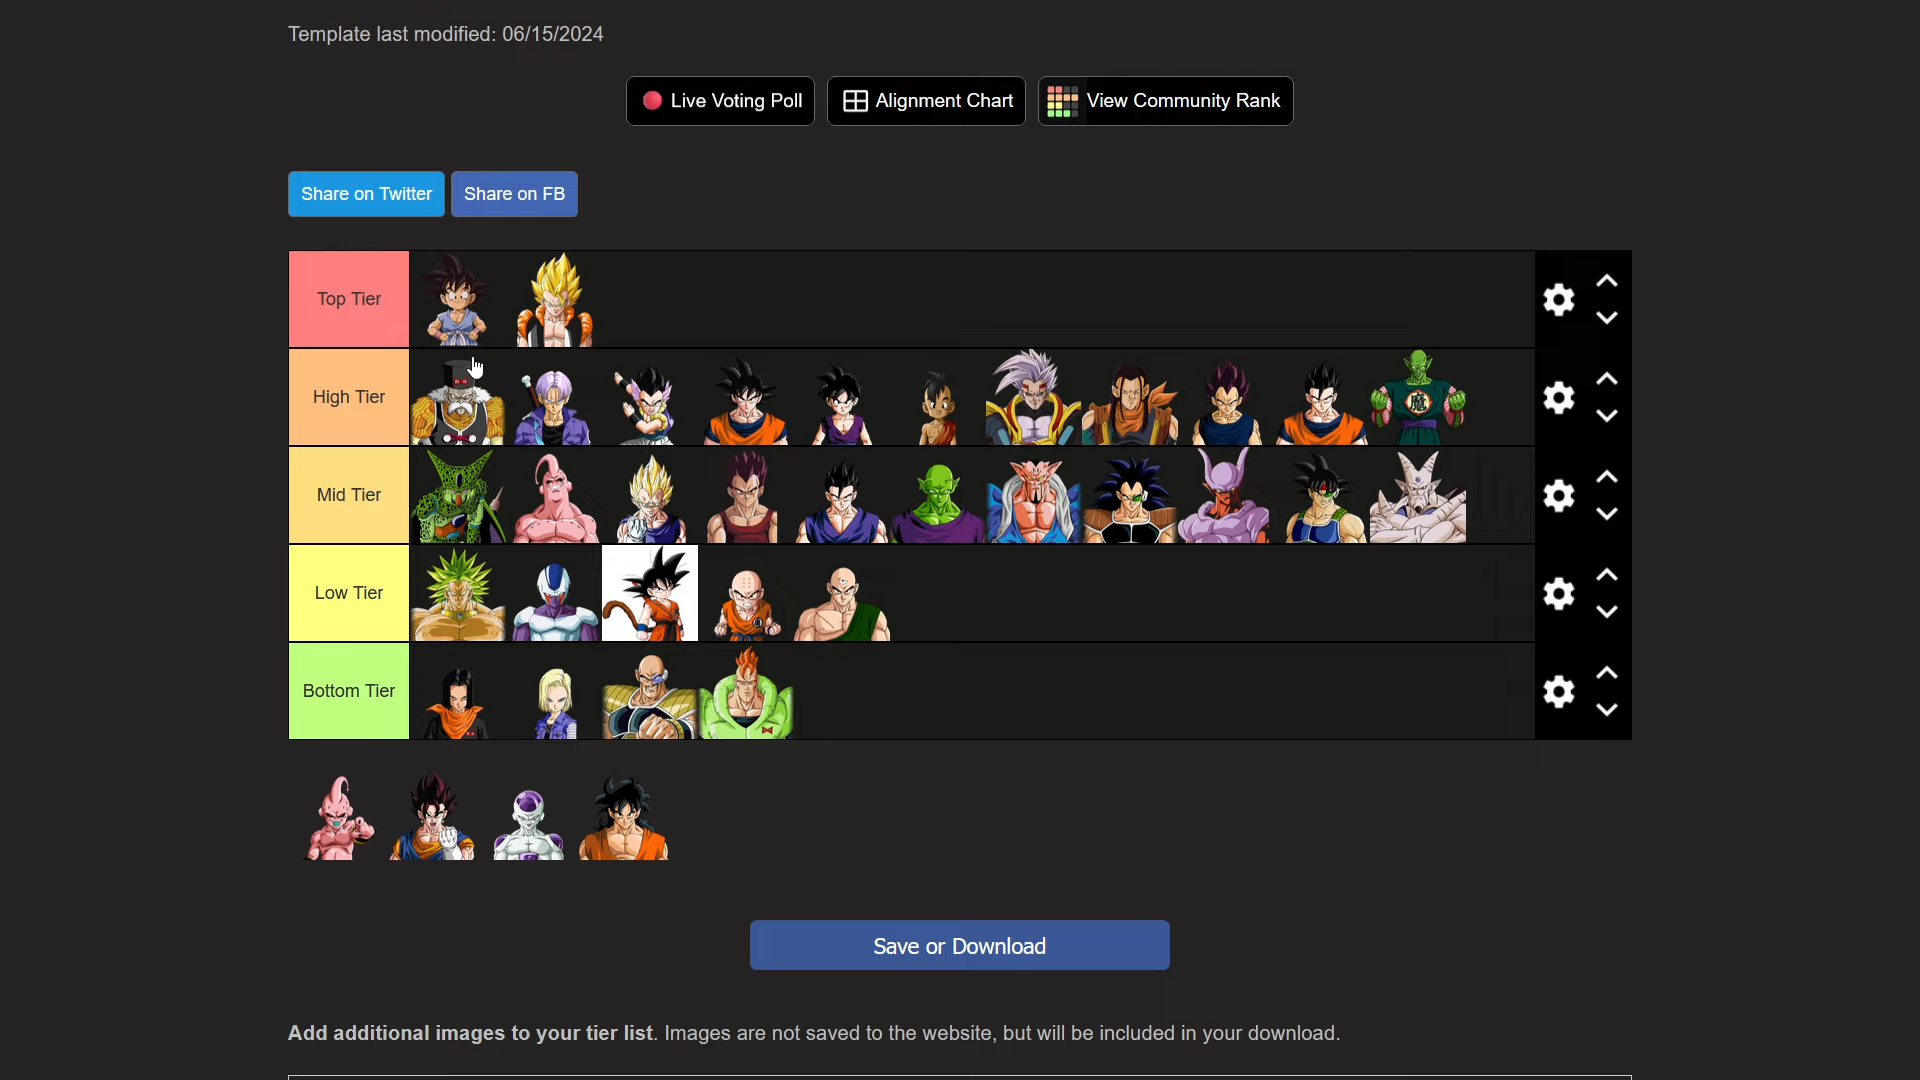 Template last modified: 06/15/2024
Live Voting Poll
Alignment Chart
View Community Rank
Share on Twitter
Share on FB
Top Tier
High Tier
Mid Tier
Low Tier
Bottom Tier
Save or Download
Add additional images to your tier list. Images are not saved to the website, but will be included in your download.